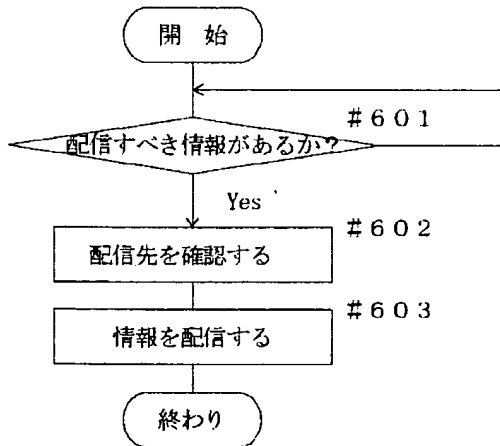 開 始
#601
配信すべき情報があるか?
Yes
#602
配信先を確認する
#603
情報を配信する
終わり